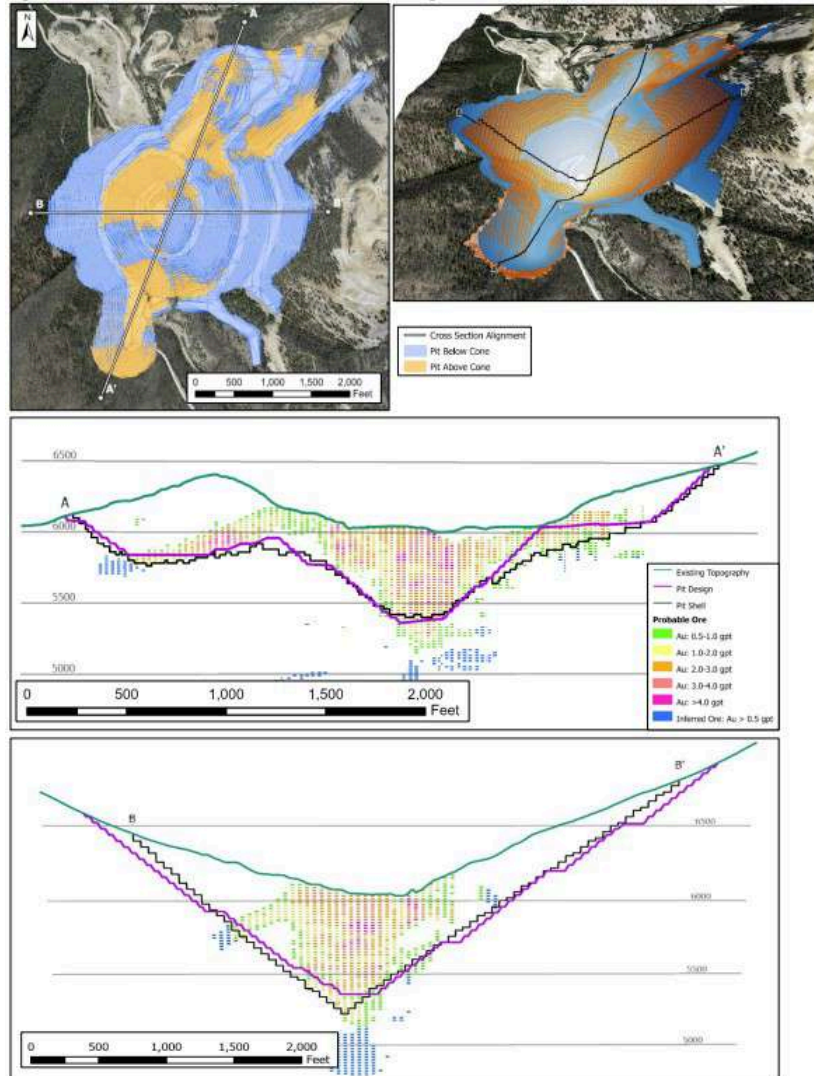 N
A
B
B
A'
0 500 1,000 1,500 2,000
Feet
Cross Section Alignment
Pit Below Cone
Pit Above Cone
6500
A
A'
6000
5500
5000
0 500 1,000 1,500 2,000
Feet
Existing Topography
Pit Design
Pit Shell
Probable Ore
Au: 0.5-1.0 gpt
Au: 1.0-2.0 gpt
Au: 2.0-3.0 gpt
Au: 3.0-4.0 gpt
Au: >4.0 gpt
Inferred Ore: Au > 0.5 gpt
B
B'
6500
6000
5500
5000
0 500 1,000 1,500 2,000
Feet